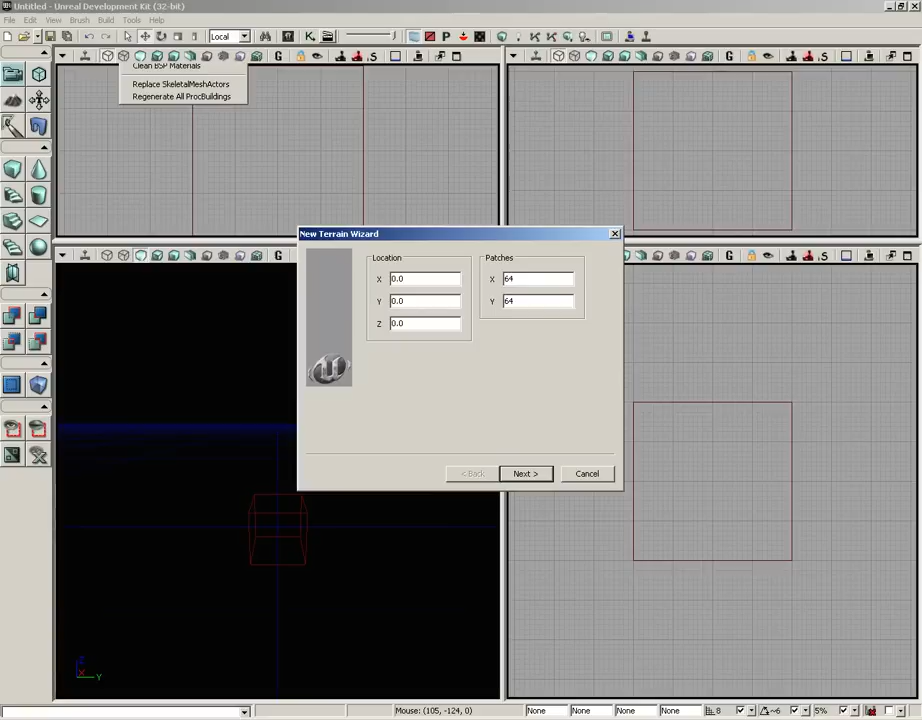 Untitled - Unreal Development Kit (32-bit)
File Edit View Brush Build Tools Help
Local
Clean BSP Materials
Replace SkeletalMeshActors
Regenerate All ProcBuildings
New Terrain Wizard
Location
X 0.0
Y 0.0
Z 0.0
Patches
X 64
Y 64
< Back Next > Cancel
Z
X Y
Mouse: (105, -124, 0) None None None None 8 ~6 5%